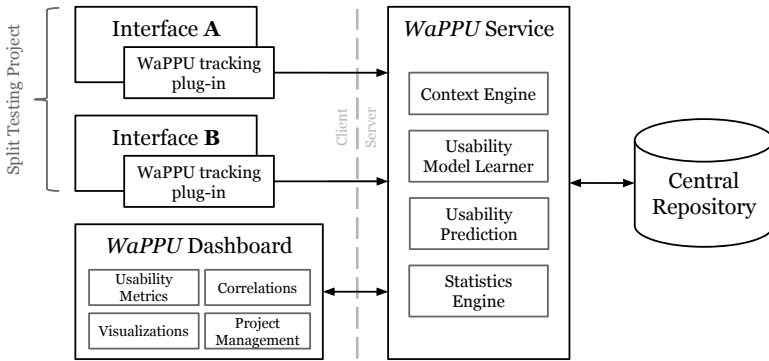 Split Testing Project
Interface A
WaPPU tracking
plug-in
Interface B
WaPPU tracking
plug-in
WaPPU Dashboard
Usability
Metrics
Correlations
Visualizations
Project
Management
Client
Server
WaPPU Service
Context Engine
Usability
Model Learner
Usability
Prediction
Statistics
Engine
Central
Repository